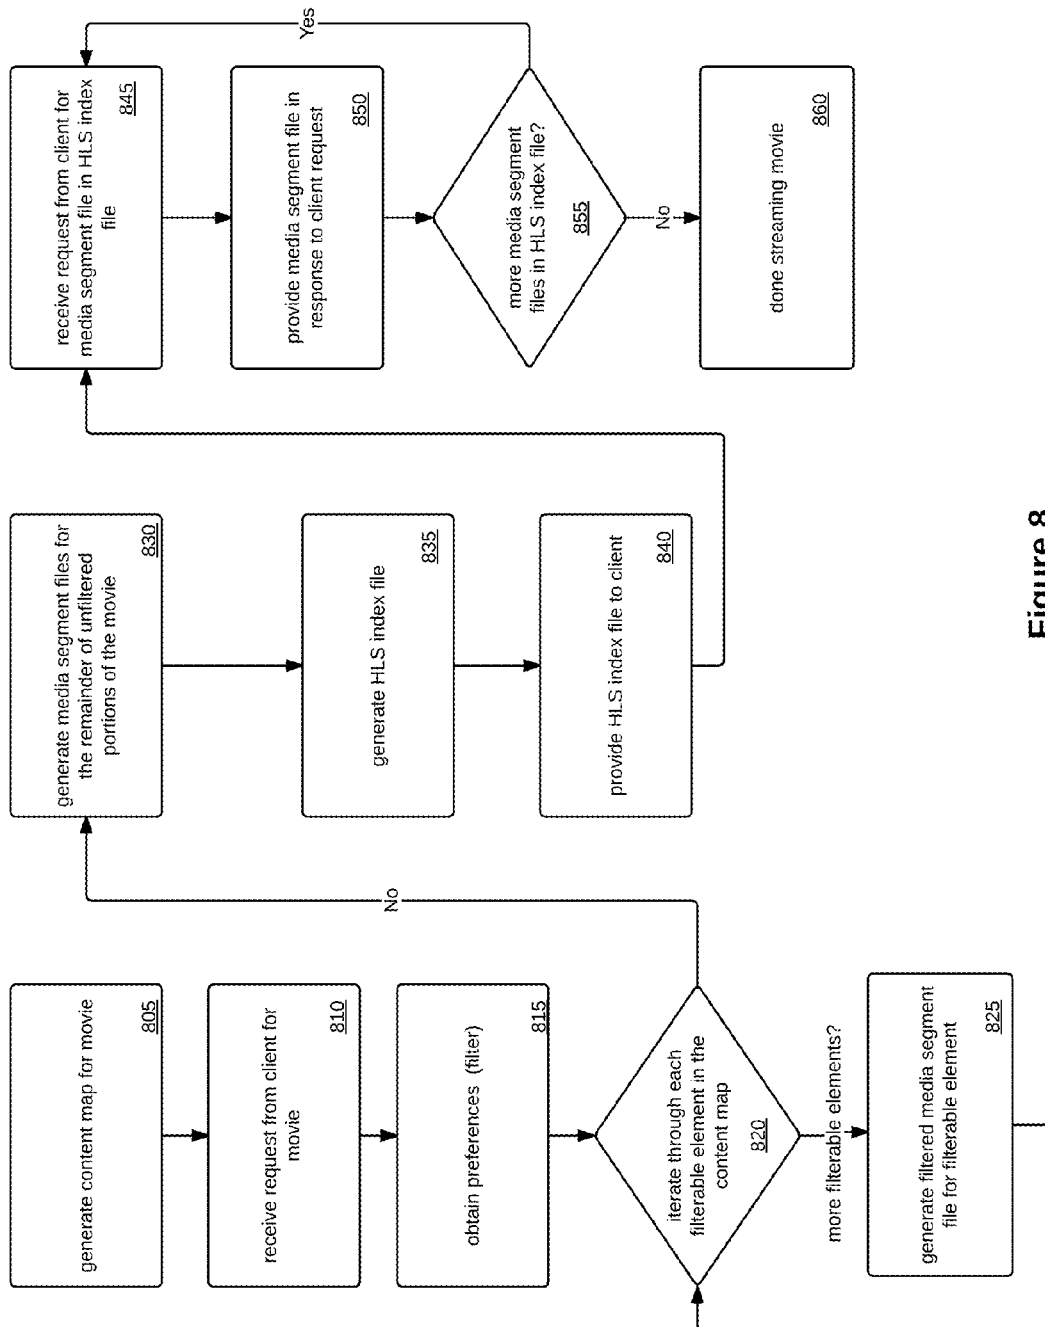 generate content map for movie
805
receive request from client for
movie
810
obtain preferences (filter)
815
iterate through each
filterable element in the
content map
820
more filterable elements?
generate filtered media segment
file for filterable element
825
No
generate media segment files for
the remainder of unfiltered
portions of the movie
830
generate HLS index file
835
provide HLS index file to client
840
receive request from client for
media segment file in HLS index
file
845
provide media segment file in
response to client request
850
more media segment
files in HLS index file?
855
Yes
No
done streaming movie
860
Figure 8